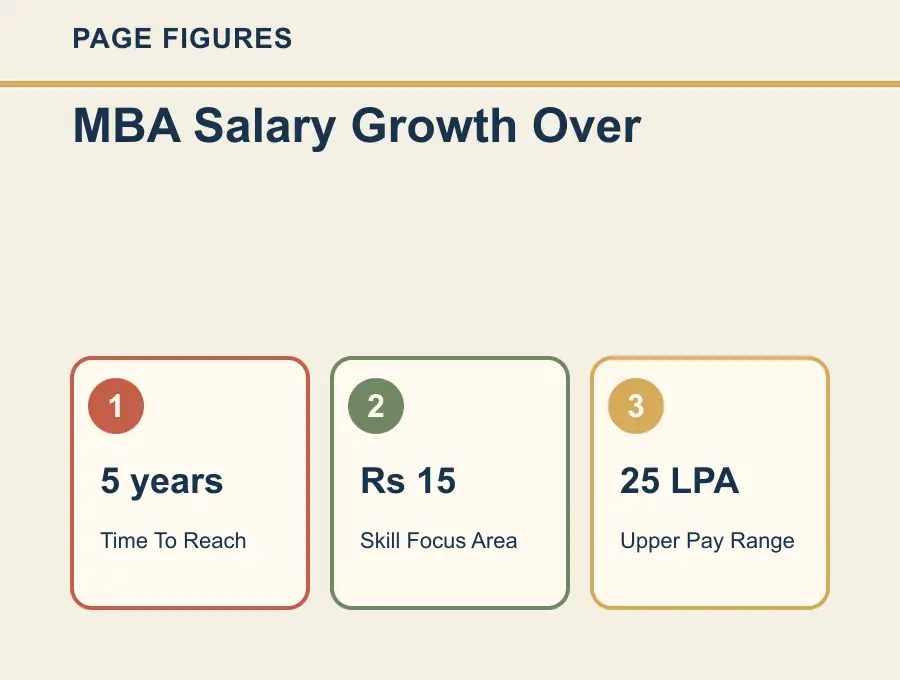 PAGE FIGURES
MBA Salary Growth Over
1
5 years
Time To Reach
2
Rs 15
Skill Focus Area
3
25 LPA
Upper Pay Range